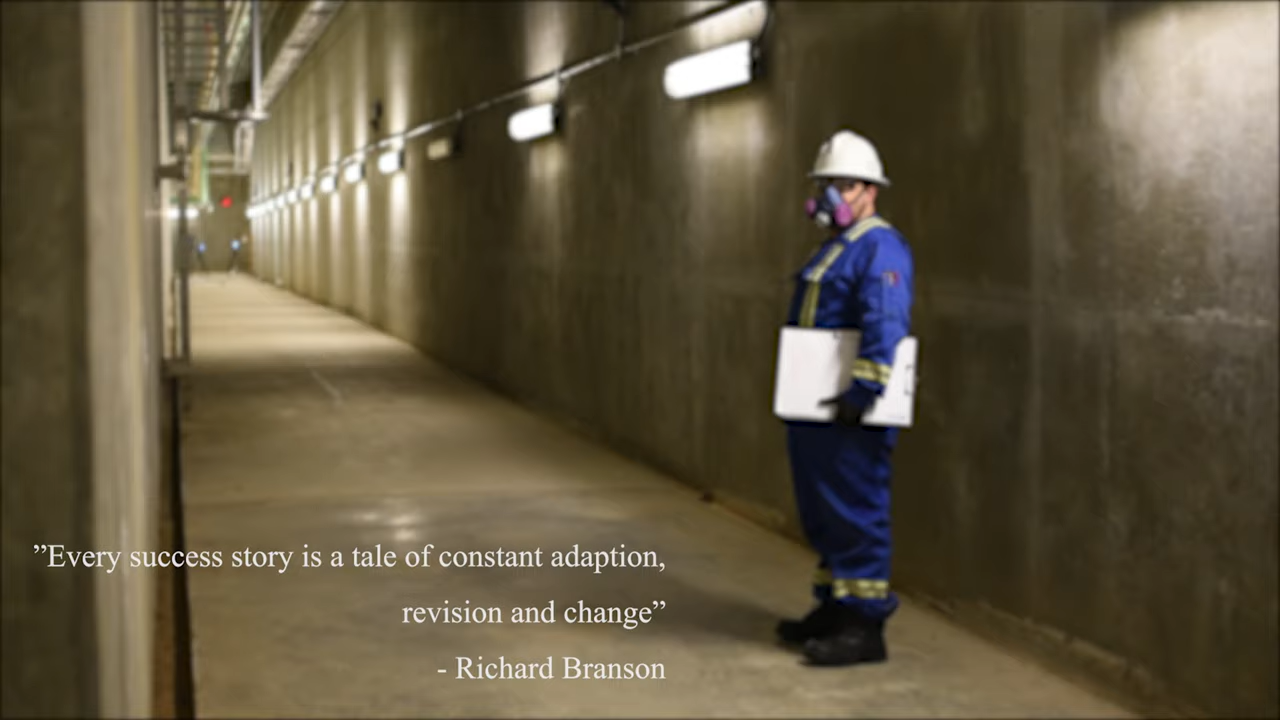 ”Every success story is a tale of constant adaption,
revision and change”
- Richard Branson